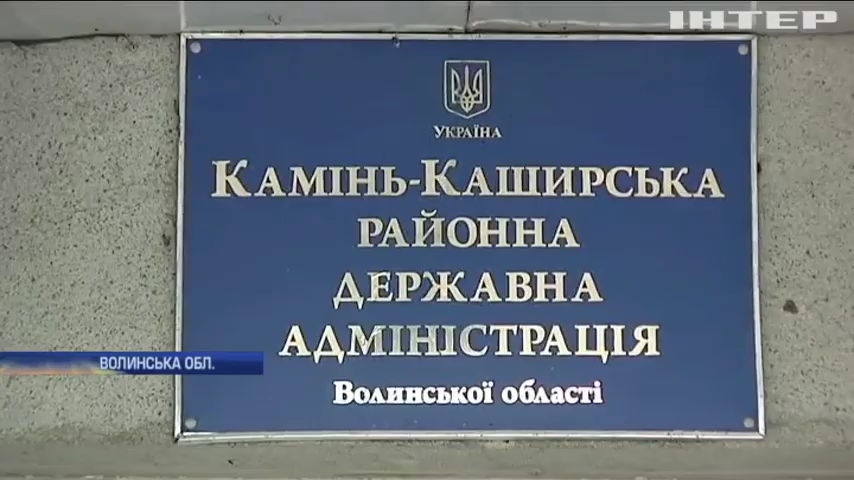 ІНТЕР
УКРАЇНА
КАМІНЬ-КАШИРСЬКА
РАЙОННА
ДЕРЖАВНА
АДМІНІСТРАЦІЯ
Волинської області
ВОЛИНСЬКА ОБЛ.